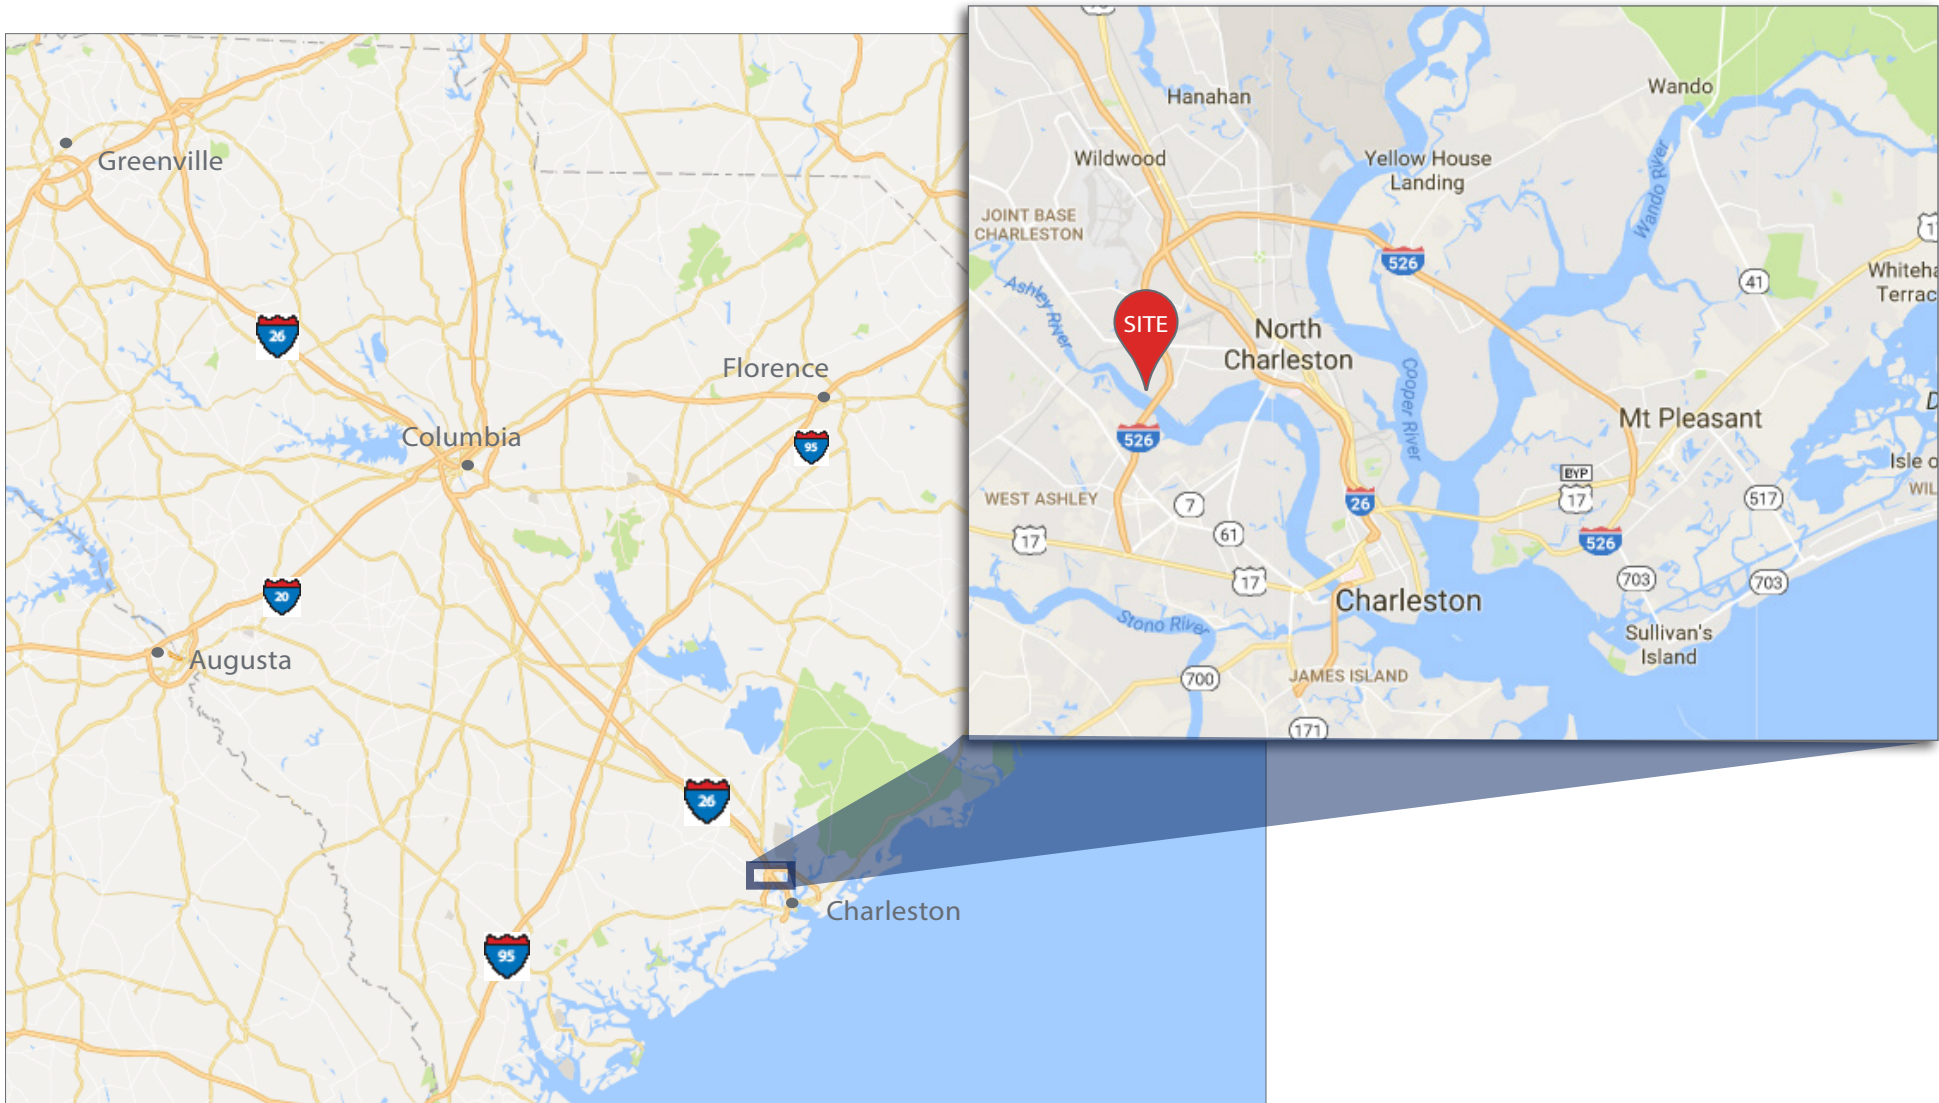 Greenville
26
Florence
95
Columbia
20
Augusta
26
Charleston
95
Hanahan
Wando
Wildwood
Yellow House
Landing
Wando River
JOINT BASE
CHARLESTON
526
41
Whiteha
Terrac
Ashley River
SITE
North
Charleston
Cooper River
Mt Pleasant
526
Isle o
WIL
BYP
17
517
WEST ASHLEY
7
26
61
17
526
17
703
703
Charleston
Stono River
Sullivan's
Island
700
JAMES ISLAND
171